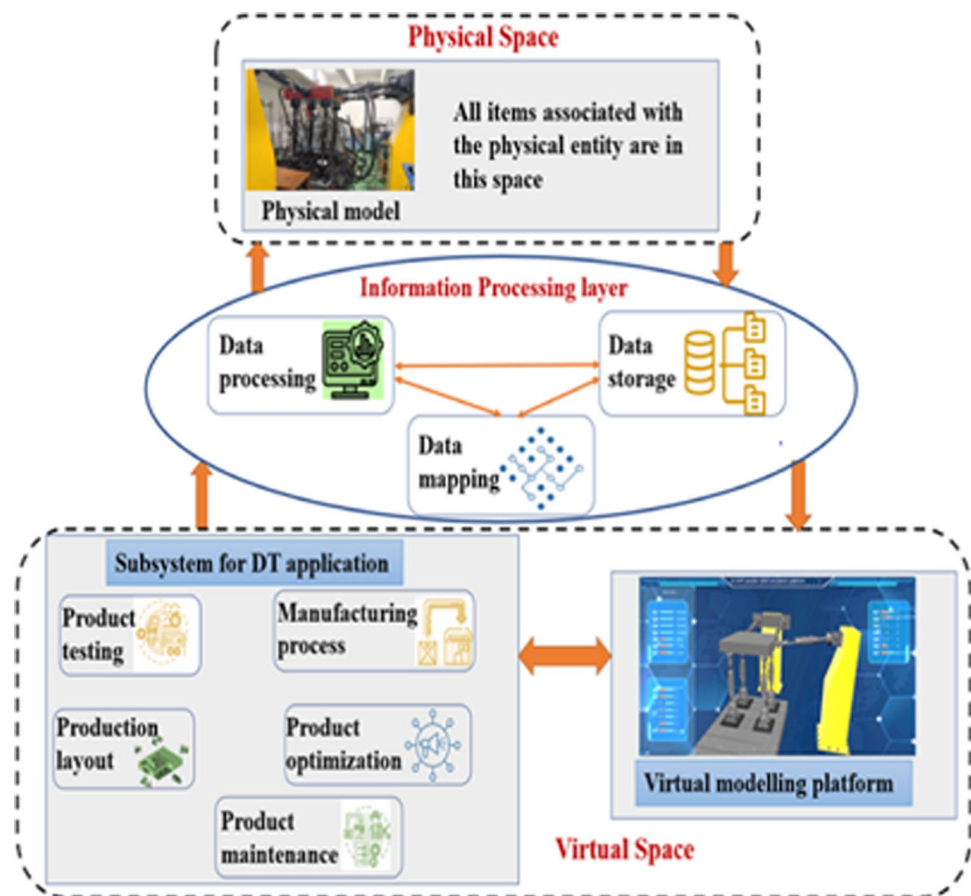 Physical Space
All items associated with
the physical entity are in
this space
Physical model
Information Processing layer
Data
processing
Data
storage
Data
mapping
Subsystem for DT application
Product
testing
Manufacturing
process
Production
layout
Product
optimization
Product
maintenance
Virtual modelling platform
Virtual Space